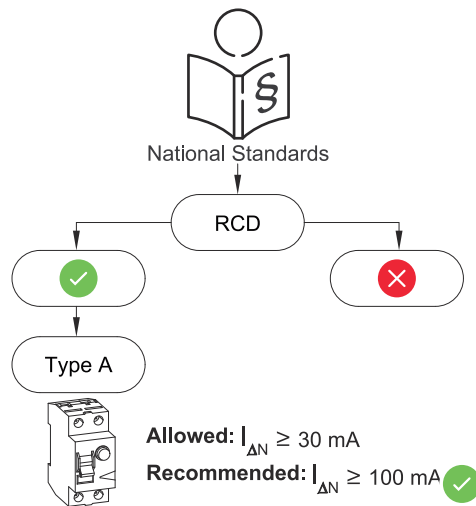 §
National Standards
RCD
Type A
Allowed: IΔN ≥ 30 mA
Recommended: IΔN ≥ 100 mA